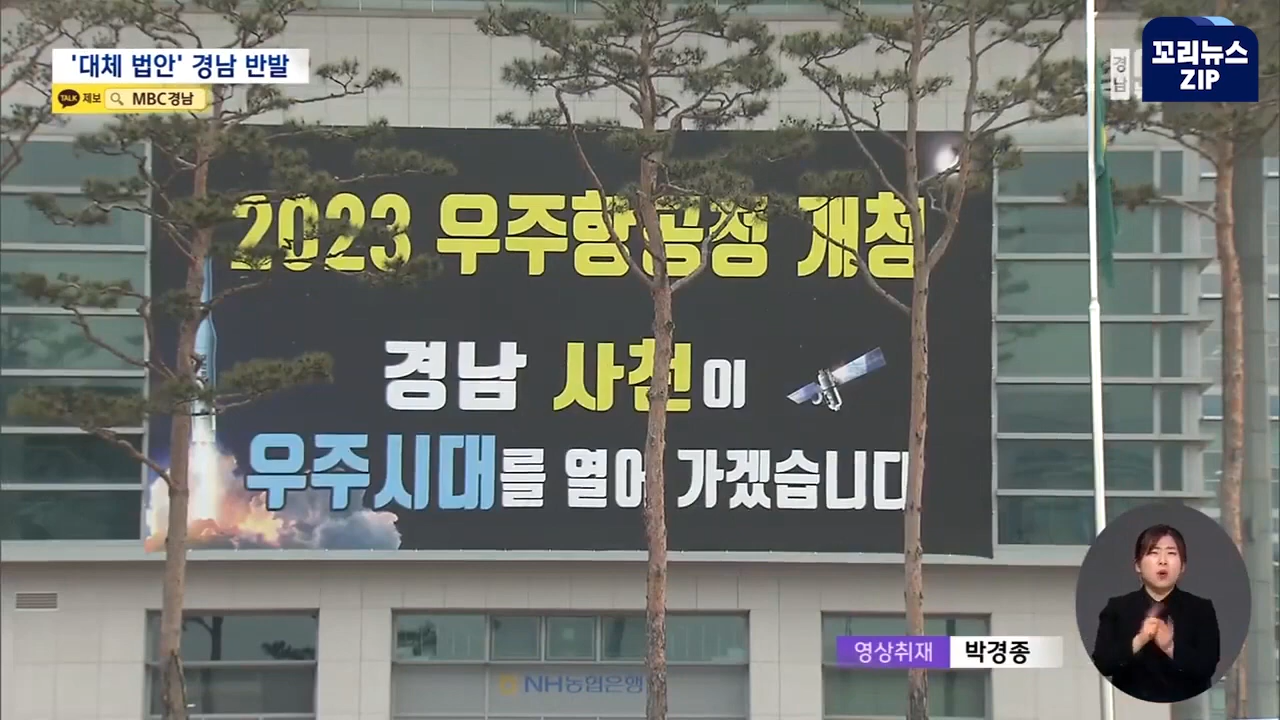 '대체 법안' 경남 반발
TALK 제보 MBC경남
경남
꼬리뉴스
ZIP
2023 우주항공청 개청
경남 사천이
우주시대를 열어 가겠습니다
영상취재 박경종
NH농협은행